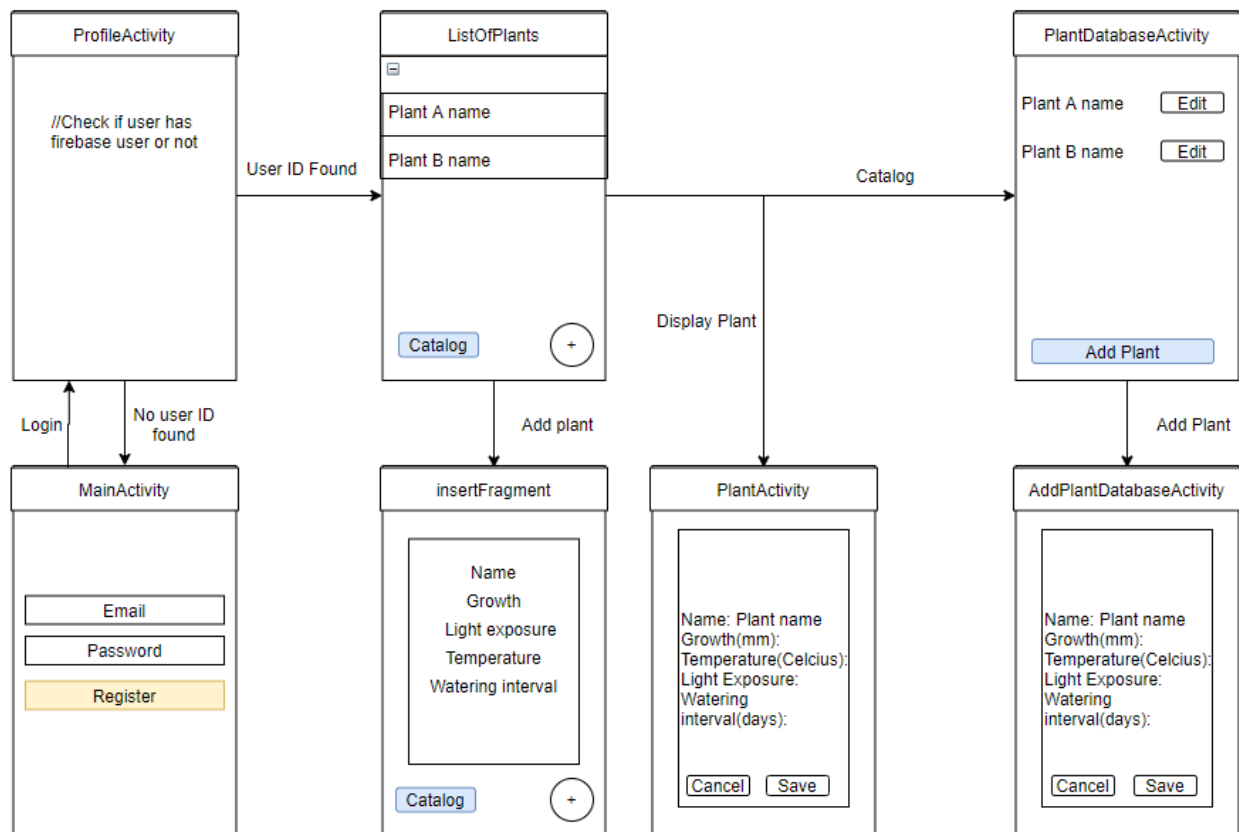 ProfileActivity
//Check if user has
firebase user or not
User ID Found
ListOfPlants
Plant A name
Plant B name
Catalog
+
Catalog
Display Plant
PlantDatabaseActivity
Plant A name
Edit
Plant B name
Edit
Add Plant
Login
No user ID
found
Add plant
Add Plant
MainActivity
Email
Password
Register
insertFragment
Name
Growth
Light exposure
Temperature
Watering interval
Catalog
+
PlantActivity
Name: Plant name
Growth(mm):
Temperature(Celcius):
Light Exposure:
Watering
interval(days):
Cancel
Save
AddPlantDatabaseActivity
Name: Plant name
Growth(mm):
Temperature(Celcius):
Light Exposure:
Watering
interval(days):
Cancel
Save